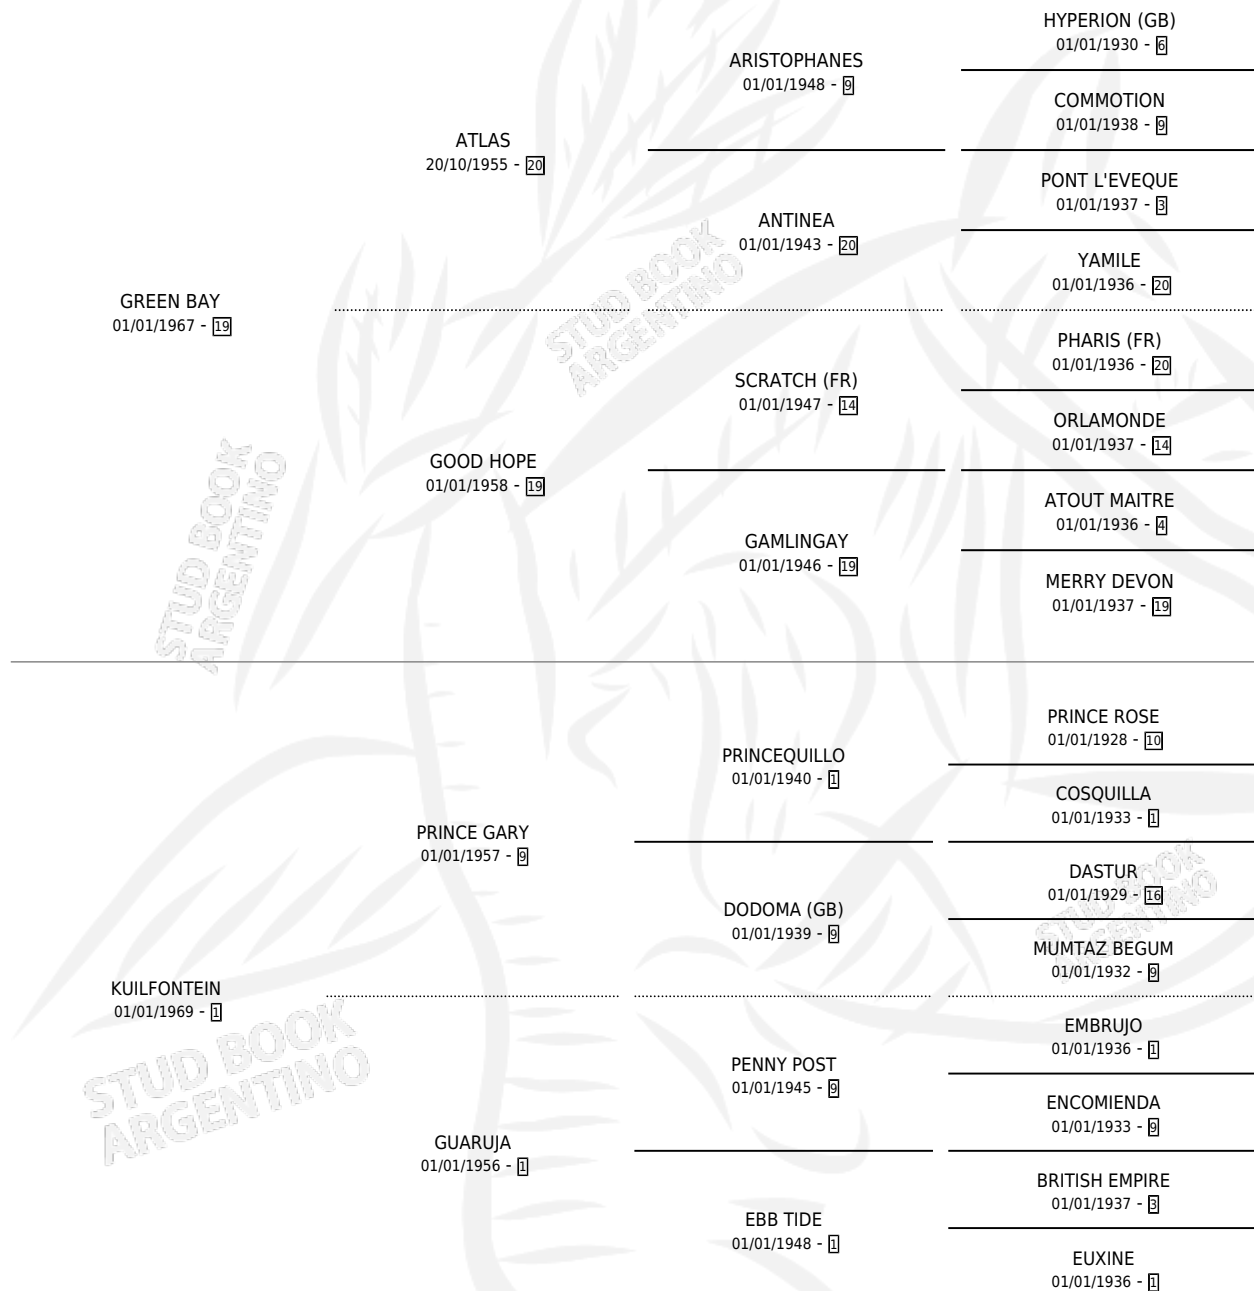 HYPERION (GB)
01/01/1930 - 6
ARISTOPHANES
01/01/1948 - 9
COMMOTION
01/01/1938 - 9
ATLAS
20/10/1955 - 20
PONT L'EVEQUE
01/01/1937 - 3
ANTINEA
01/01/1943 - 20
YAMILE
01/01/1936 - 20
GREEN BAY
01/01/1967 - 19
STUD BOOK
ARGENTINO
PHARIS (FR)
01/01/1936 - 20
SCRATCH (FR)
01/01/1947 - 14
ORLAMONDE
01/01/1937 - 14
GOOD HOPE
01/01/1958 - 19
ATOUT MAITRE
01/01/1936 - 4
GAMLINGAY
01/01/1946 - 19
MERRY DEVON
01/01/1937 - 19
STUD BOOK
ARGENTINO
PRINCE ROSE
01/01/1928 - 10
PRINCEQUILLO
01/01/1940 - 1
COSQUILLA
01/01/1933 - 1
PRINCE GARY
01/01/1957 - 9
DASTUR
01/01/1929 - 16
DODOMA (GB)
01/01/1939 - 9
MUMTAZ BEGUM
01/01/1932 - 9
STUD BOOK
ARGENTINO
KUILFONTEIN
01/01/1969 - 1
STUD BOOK
ARGENTINO
EMBRUJO
01/01/1936 - 1
PENNY POST
01/01/1945 - 9
ENCOMIENDA
01/01/1933 - 9
GUARUJA
01/01/1956 - 1
BRITISH EMPIRE
01/01/1937 - 3
EBB TIDE
01/01/1948 - 1
EUXINE
01/01/1936 - 1